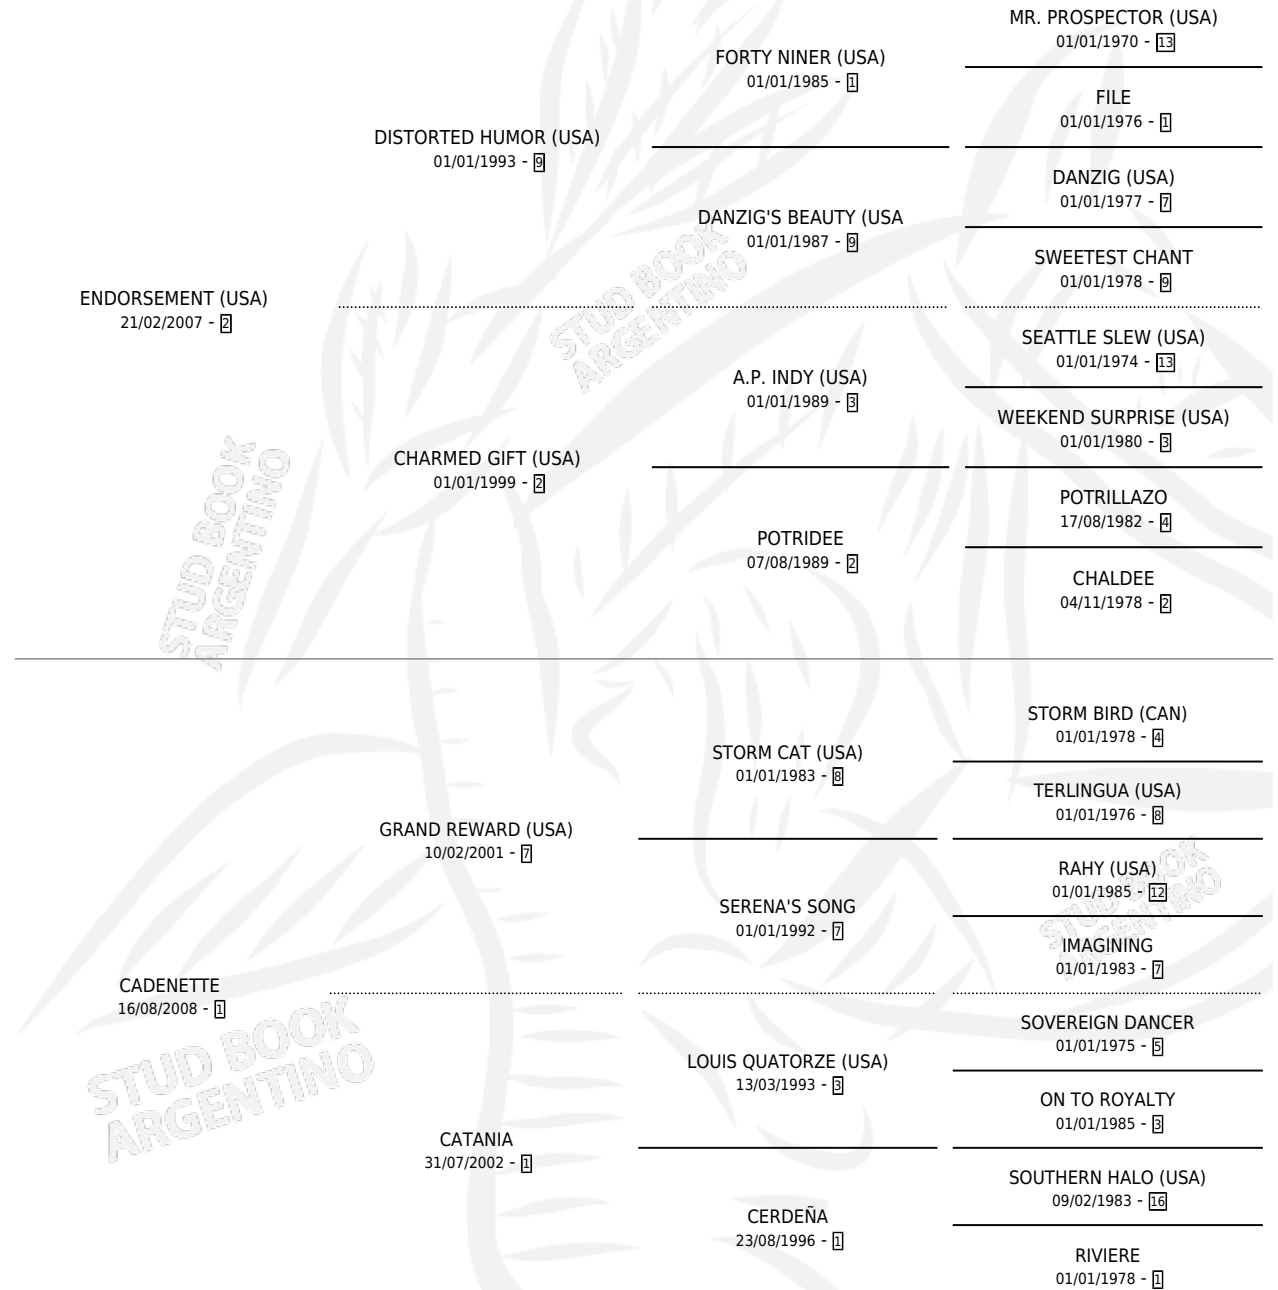 MR. PROSPECTOR (USA)
01/01/1970 - 13
FORTY NINER (USA)
01/01/1985 - 1
FILE
01/01/1976 - 1
DISTORTED HUMOR (USA)
01/01/1993 - 9
DANZIG (USA)
01/01/1977 - 7
DANZIG'S BEAUTY (USA
01/01/1987 - 9
SWEETEST CHANT
01/01/1978 - 9
ENDORSEMENT (USA)
21/02/2007 - 2
SEATTLE SLEW (USA)
01/01/1974 - 13
A.P. INDY (USA)
01/01/1989 - 3
WEEKEND SURPRISE (USA)
01/01/1980 - 3
CHARMED GIFT (USA)
01/01/1999 - 2
POTRILLAZO
17/08/1982 - 4
POTRIDEE
07/08/1989 - 2
CHALDEE
04/11/1978 - 2
STORM BIRD (CAN)
01/01/1978 - 4
STORM CAT (USA)
01/01/1983 - 8
TERLINGUA (USA)
01/01/1976 - 8
GRAND REWARD (USA)
10/02/2001 - 7
RAHY (USA)
01/01/1985 - 12
SERENA'S SONG
01/01/1992 - 7
IMAGINING
01/01/1983 - 7
CADENETTE
16/08/2008 - 1
SOVEREIGN DANCER
01/01/1975 - 5
LOUIS QUATORZE (USA)
13/03/1993 - 3
ON TO ROYALTY
01/01/1985 - 3
CATANIA
31/07/2002 - 1
SOUTHERN HALO (USA)
09/02/1983 - 16
CERDEÑA
23/08/1996 - 1
RIVIERE
01/01/1978 - 1
STUD BOOK
ARGENTINO
STUD BOOK
ARGENTINO
STUD BOOK
ARGENTINO
STUD BOOK
ARGENTINO